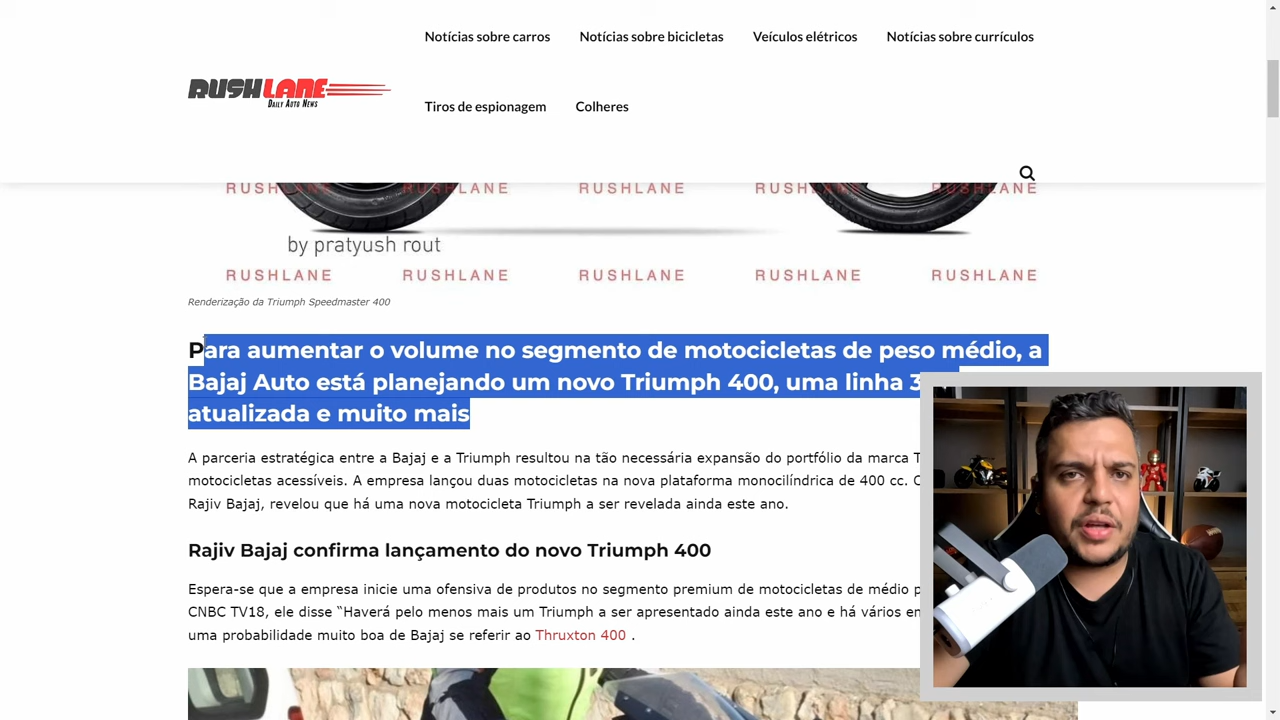 Notícias sobre carros Notícias sobre bicicletas Veículos elétricos Notícias sobre currículos
RUSHLANE
DAILY AUTO NEWS
Tiros de espionagem Colheres
RUSHLANE RUSHLANE RUSHLANE RUSHLANE RUSHLANE
by pratyush rout
RUSHLANE RUSHLANE RUSHLANE RUSHLANE RUSHLANE
Renderização da Triumph Speedmaster 400
Para aumentar o volume no segmento de motocicletas de peso médio, a
Bajaj Auto está planejando um novo Triumph 400, uma linha
atualizada e muito mais
A parceria estratégica entre a Bajaj e a Triumph resultou na tão necessária expansão do portfólio da marca
motocicletas acessíveis. A empresa lançou duas motocicletas na nova plataforma monocilíndrica de 400 cc.
Rajiv Bajaj, revelou que há uma nova motocicleta Triumph a ser revelada ainda este ano.
Rajiv Bajaj confirma lançamento do novo Triumph 400
Espera-se que a empresa inicie uma ofensiva de produtos no segmento premium de motocicletas de médio
CNBC TV18, ele disse “Haverá pelo menos mais um Triumph a ser apresentado ainda este ano e há vários
uma probabilidade muito boa de Bajaj se referir ao Thruxton 400 .